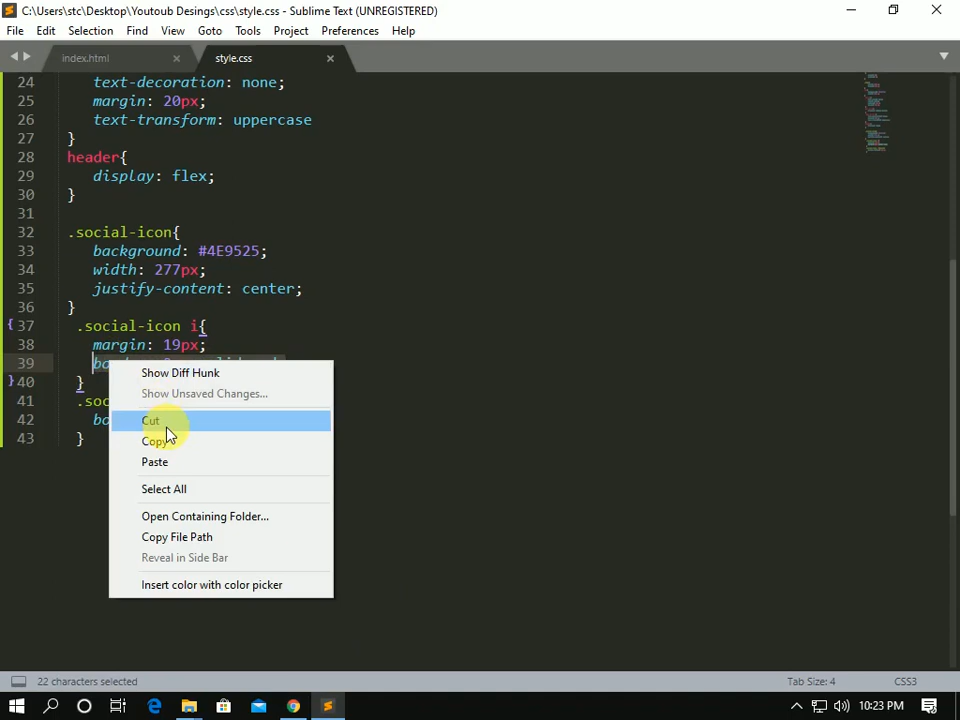 C:\Users\stc\Desktop\Youtoub Desings\css\style.css - Sublime Text (UNREGISTERED)
File Edit Selection Find View Goto Tools Project Preferences Help
index.html style.css
24 text-decoration: none;
25 margin: 20px;
26 text-transform: uppercase
27 }
28 header{
29 display: flex;
30 }
31
32 .social-icon{
33 background: #4E9525;
34 width: 277px;
35 justify-content: center;
36 }
37 .social-icon i{
38 margin: 19px;
39
40 }
41
42
43 }
Show Diff Hunk
Show Unsaved Changes...
Cut
Copy
Paste
Select All
Open Containing Folder...
Copy File Path
Reveal in Side Bar
Insert color with color picker
22 characters selected Tab Size: 4 CSS3
10:23 PM